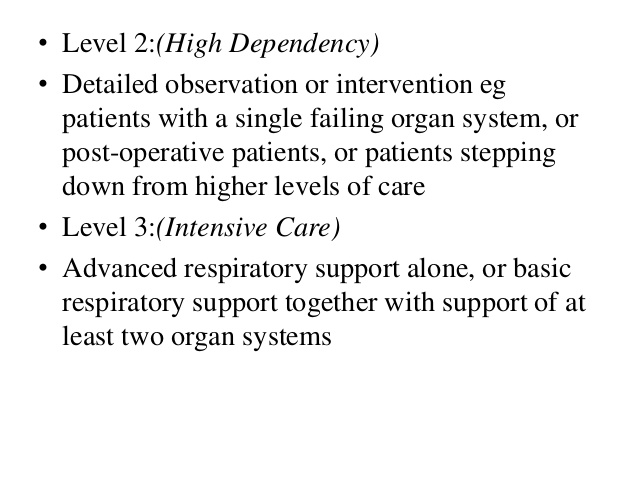 • Level 2:(High Dependency)
• Detailed observation or intervention eg
patients with a single failing organ system, or
post-operative patients, or patients stepping
down from higher levels of care
• Level 3:(Intensive Care)
• Advanced respiratory support alone, or basic
respiratory support together with support of at
least two organ systems